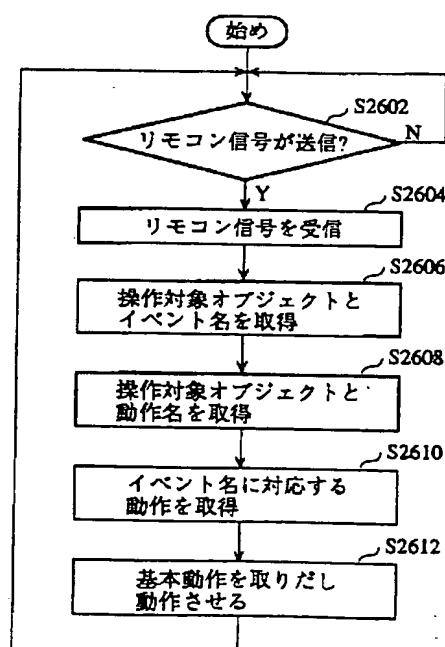 始め
S2602
リモコン信号が送信?
N
Y
S2604
リモコン信号を受信
S2606
操作対象オブジェクトと
イベント名を取得
S2608
操作対象オブジェクトと
動作名を取得
S2610
イベント名に対応する
動作を取得
S2612
基本動作を取りだし
動作させる